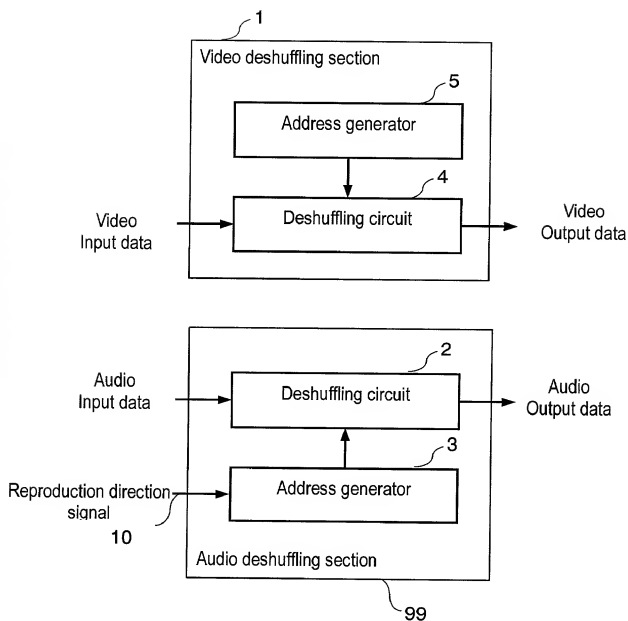 1
Video deshuffling section
5
Address generator
4
Video
Input data
Deshuffling circuit
Video
Output data
2
Audio
Input data
Deshuffling circuit
Audio
Output data
3
Reproduction direction
signal
10
Address generator
Audio deshuffling section
99